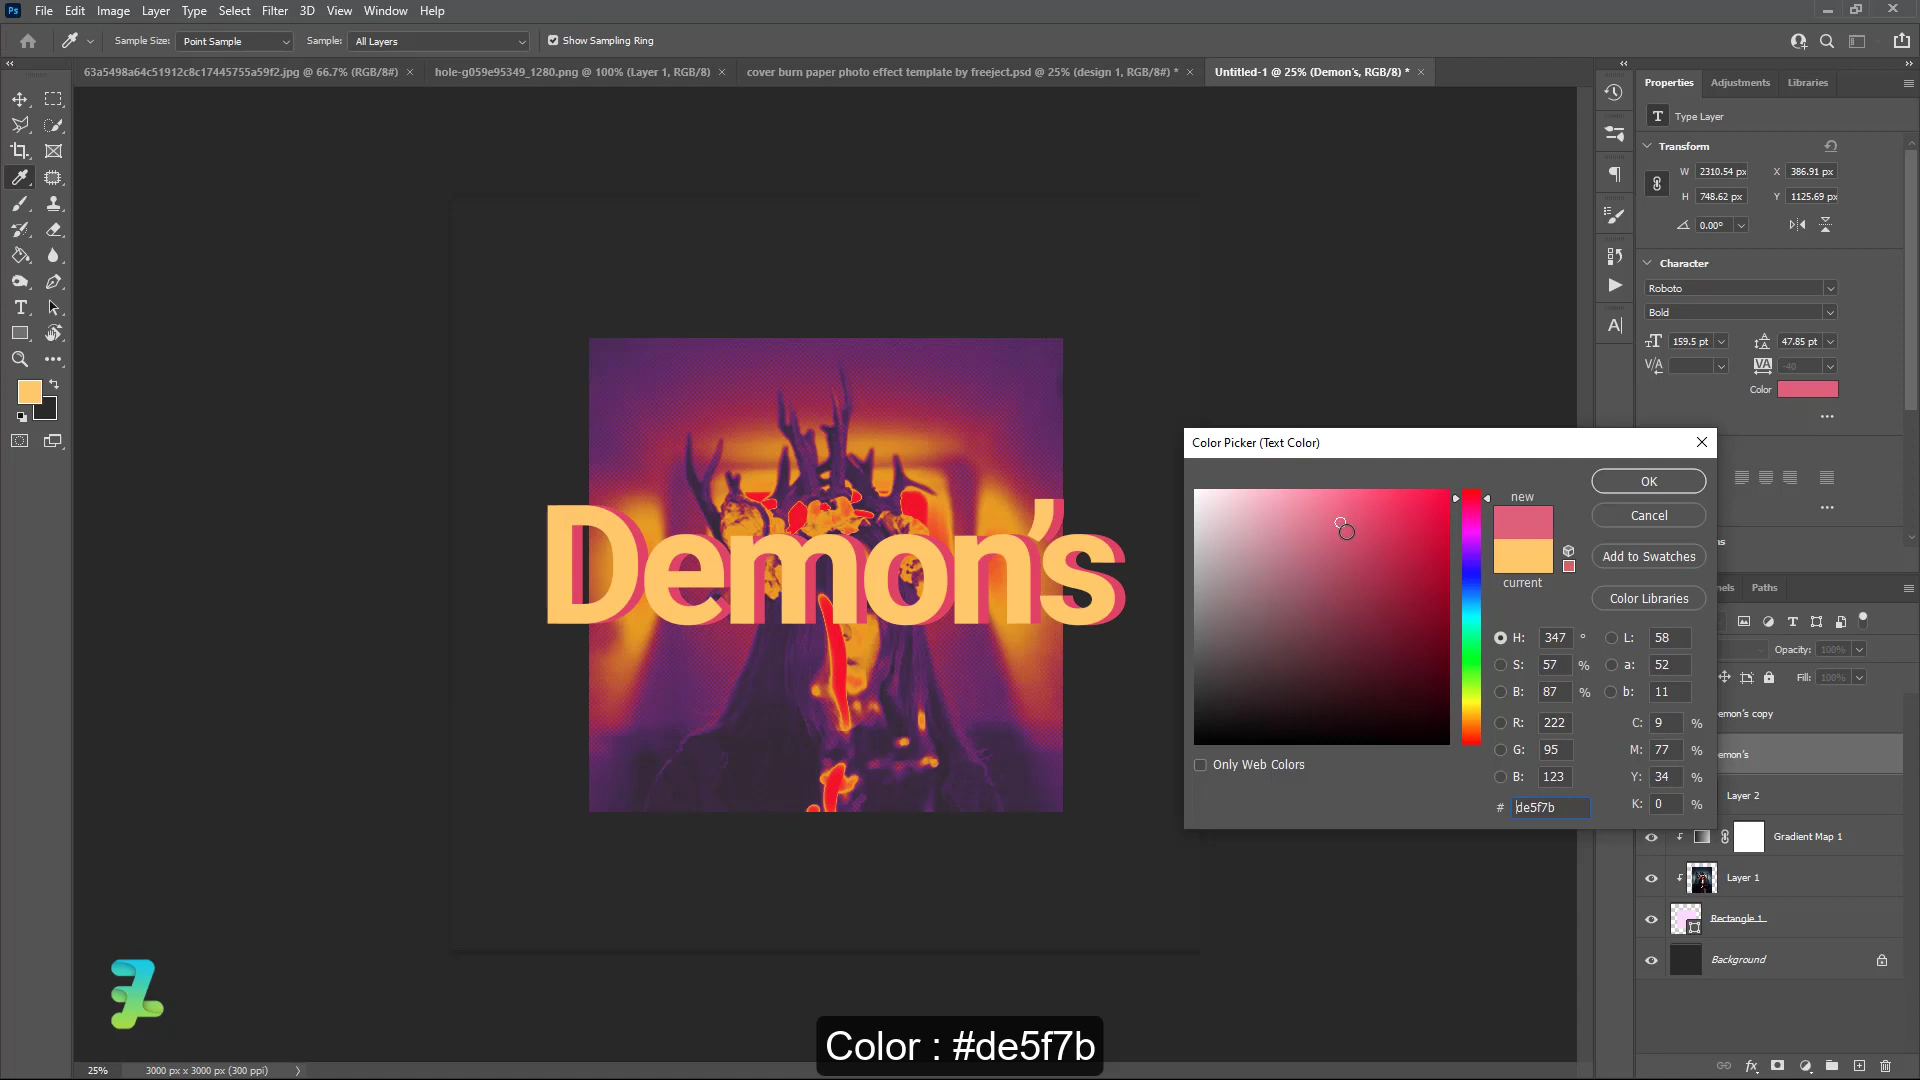 Ps File Edit Image Layer Type Select Filter 3D View Window Help
Sample Size: Point Sample Sample: All Layers Show Sampling Ring
63a5498a64c51912c8c17445755a59f2.jpg @ 66.7% (RGB/8#) ×
hole-g059e95349_1280.png @ 100% (Layer 1, RGB/8) ×
cover burn paper photo effect template by freeject.psd @ 25% (design 1, RGB/8#) * ×
Untitled-1 @ 25% (Demon's, RGB/8) * ×
Properties Adjustments Libraries
T Type Layer
Transform
W 2310.54 px X 386.91 px
H 748.62 px Y 1125.69 px
0.00°
Character
Roboto
Bold
159.5 pt 47.85 pt
-40
Color
Demon's
Color Picker (Text Color)
new
current
OK
Cancel
Add to Swatches
Color Libraries
H: 347 ° L: 58
S: 57 % a: 52
B: 87 % b: 11
R: 222 C: 9 %
G: 95 M: 77 %
B: 123 Y: 34 %
# de5f7b K: 0 %
Only Web Colors
ns
nels Paths
Opacity: 100%
Fill: 100%
emon's copy
emon's
Layer 2
Gradient Map 1
Layer 1
Rectangle 1
Background
Color : #de5f7b
25% 3000 px x 3000 px (300 ppi)